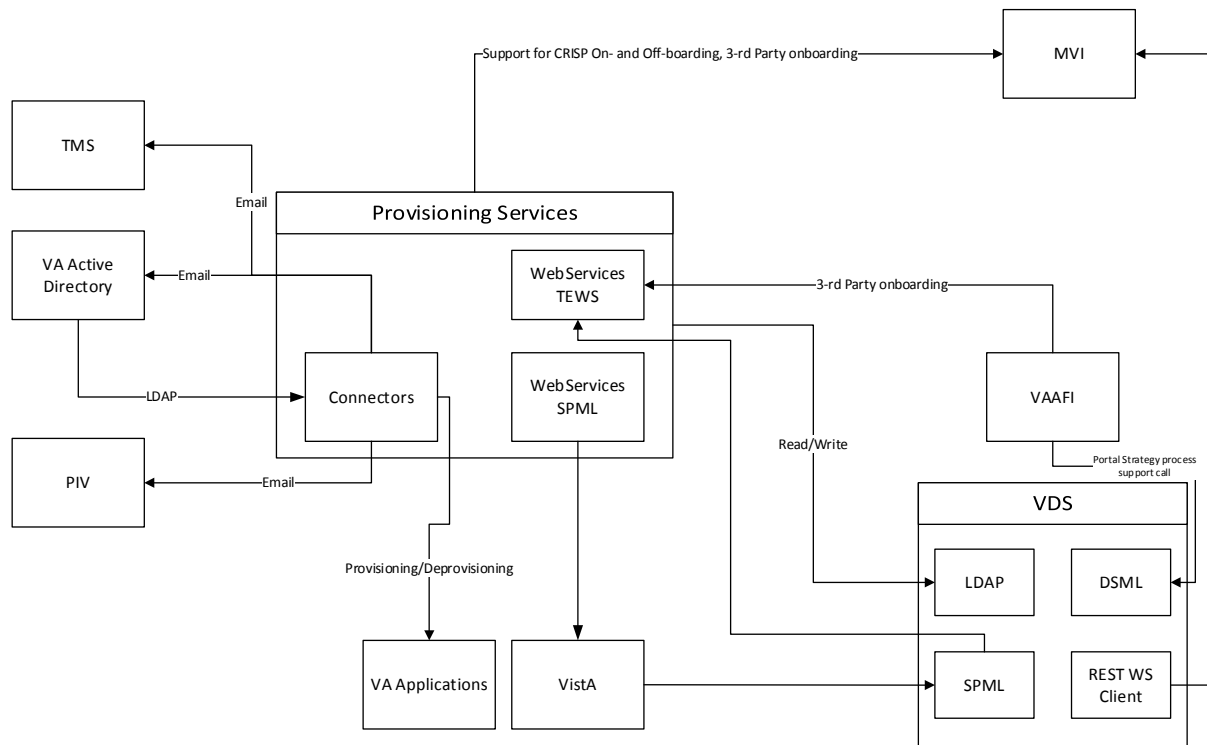 Support for CRISP On- and Off-boarding, 3-rd Party onboarding
MVI
TMS
Email
Provisioning Services
VA Active
Directory
Email
WebServices
TEWS
3-rd Party onboarding
LDAP
Connectors
WebServices
SPML
VAAFI
Read/Write
Portal Strategy process
support call
PIV
Email
VDS
Provisioning/Deprovisioning
LDAP
DSML
VA Applications
VistA
SPML
REST WS
Client